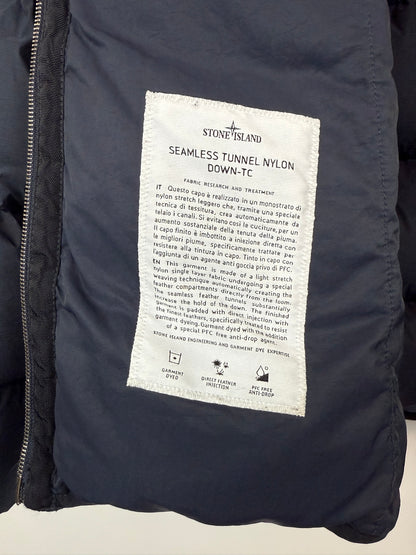 STONE ISLAND
SEAMLESS TUNNEL NYLON
DOWN-TC
FABRIC RESEARCH AND TREATMENT
IT Questo capo è realizzato in un monostrato di
nylon stretch leggero che, tramite una speciale
tecnica di tessitura, crea automaticamente da
telaio i canali. Si evitano così le cuciture, per un
aumento sostanziale della tenuta della piuma.
Il capo finito è imbottito a iniezione diretta con
le migliori piume, specificatamente trattate per
resistere alla tintura in capo. Tinto in capo con
l'aggiunta di un agente anti goccia privo di PFC.
EN This garment is made of a light stretch
nylon single layer fabric undergoing a special
weaving technique automatically creating the
feather compartments directly from the loom.
The seamless feather tunnels substantially
increase the hold of the down. The finished
garment is padded with direct injection with
the finest feathers, specifically treated to resist
garment dyeing. Garment dyed with the addition
of a special PFC free anti-drop agent.
STONE ISLAND ENGINEERING AND GARMENT DYE EXPERTISE
GARMENT
DYED
DIRECT FEATHER
INJECTION
PFC FREE
ANTI-DROP